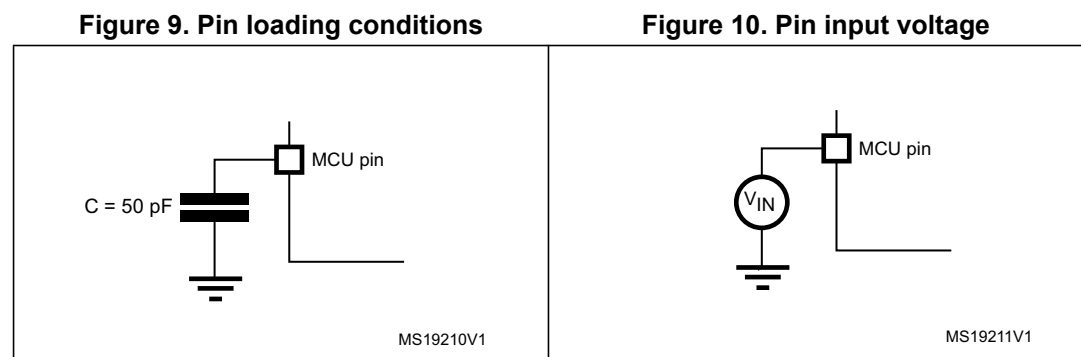 Figure 9. Pin loading conditions
Figure 10. Pin input voltage
MCU pin
C = 50 pF
MS19210V1
MCU pin
VIN
MS19211V1